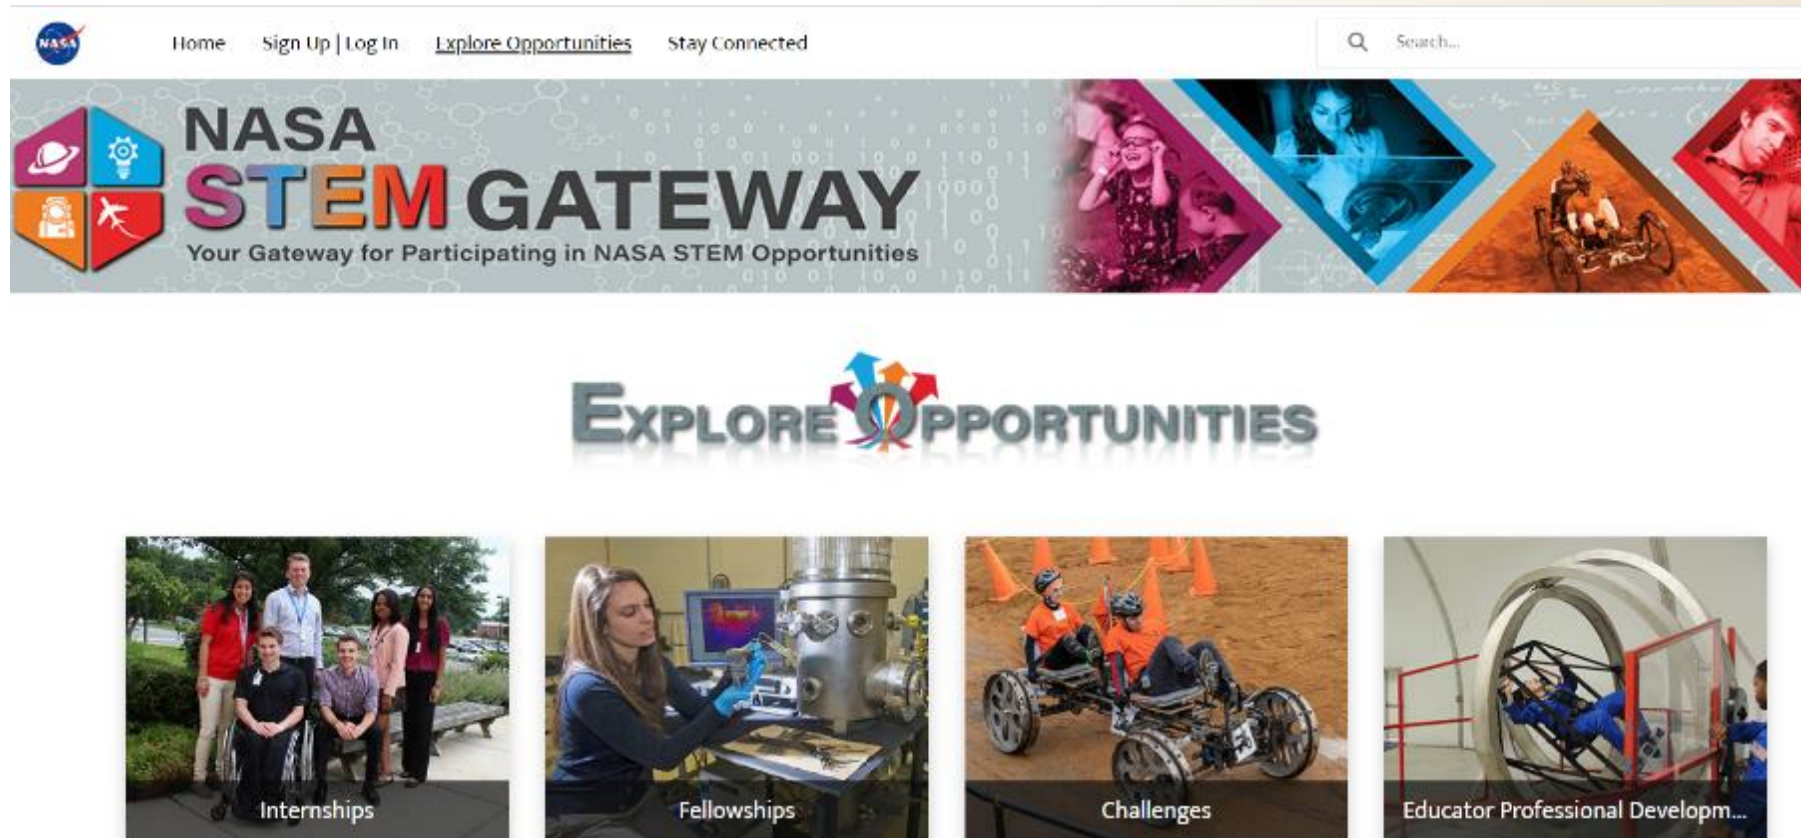 NASA
Home
Sign Up | Log In
Explore Opportunities
Stay Connected
Search...
NASA
STEM GATEWAY
Your Gateway for Participating in NASA STEM Opportunities
EXPLORE OPPORTUNITIES
Internships
Fellowships
Challenges
Educator Professional Developm...